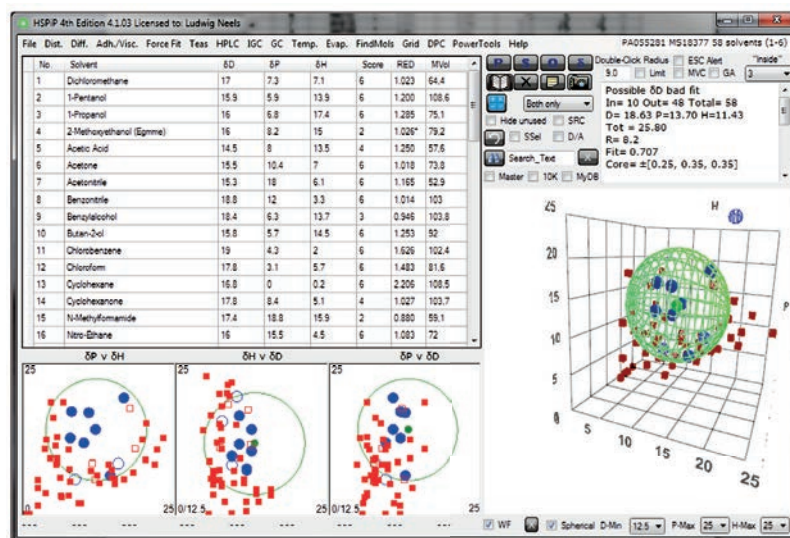 HSPiP 4th Edition 4.1.03 Licensed to: Ludwig Neels
File Dist. Diff. Adh./Visc. Force Fit Teas HPLC IGC GC Temp. Evap. FindMols Grid DPC PowerTools Help PA055281 MS18377 58 solvents (1-6)
No. Solvent δD δP δH Score RED MVol
1 Dichloromethane 17 7.3 7.1 6 1.023 64.4
2 1-Pentanol 15.9 5.9 13.9 6 1.200 108.6
3 1-Propanol 16 6.8 17.4 6 1.285 75.1
4 2-Methoxyethanol (Egmme) 16 8.2 15 2 1.026* 79.2
5 Acetic Acid 14.5 8 13.5 4 1.250 57.6
6 Acetone 15.5 10.4 7 6 1.018 73.8
7 Acetontrile 15.3 18 6.1 6 1.165 52.9
8 Benzontrile 18.8 12 3.3 6 1.014 103
9 Benzylalcohol 18.4 6.3 13.7 3 0.946 103.8
10 Butan-2-ol 15.8 5.7 14.5 6 1.253 92
11 Chlorobenzene 19 4.3 2 6 1.626 102.4
12 Chloroform 17.8 3.1 5.7 6 1.483 81.6
13 Cyclohexane 16.8 0 0.2 6 2.206 108.5
14 Cyclohexanone 17.8 8.4 5.1 4 1.027 103.7
15 N-Methylformamide 17.4 18.8 15.9 2 0.880 59.1
16 Nitro-Ethane 16 15.5 4.5 6 1.083 72
P S O δ
Double-Click Radius ESC Alert "Inside"
9.0 Limit MVC GA 3
Both only
Hide unused SRC
SSel D/A
Search_Text
Master 10K MyDB
Possible δD bad fit
In= 10 Out= 48 Total= 58
D= 18.63 P=13.70 H=11.43
Tot = 25.80
R= 8.2
Fit= 0.707
Core= ±[0.25, 0.35, 0.35]
25 H
20
15 P
10
5
0
5 10 15 20 25
δP v δH δH v δD δP v δD
25 25 25
0 25 0/12.5 25 0/12.5 25
--- --- --- --- --- --- --- --- --- ---
WF Spherical D-Min 12.5 P-Max 25 H-Max 25